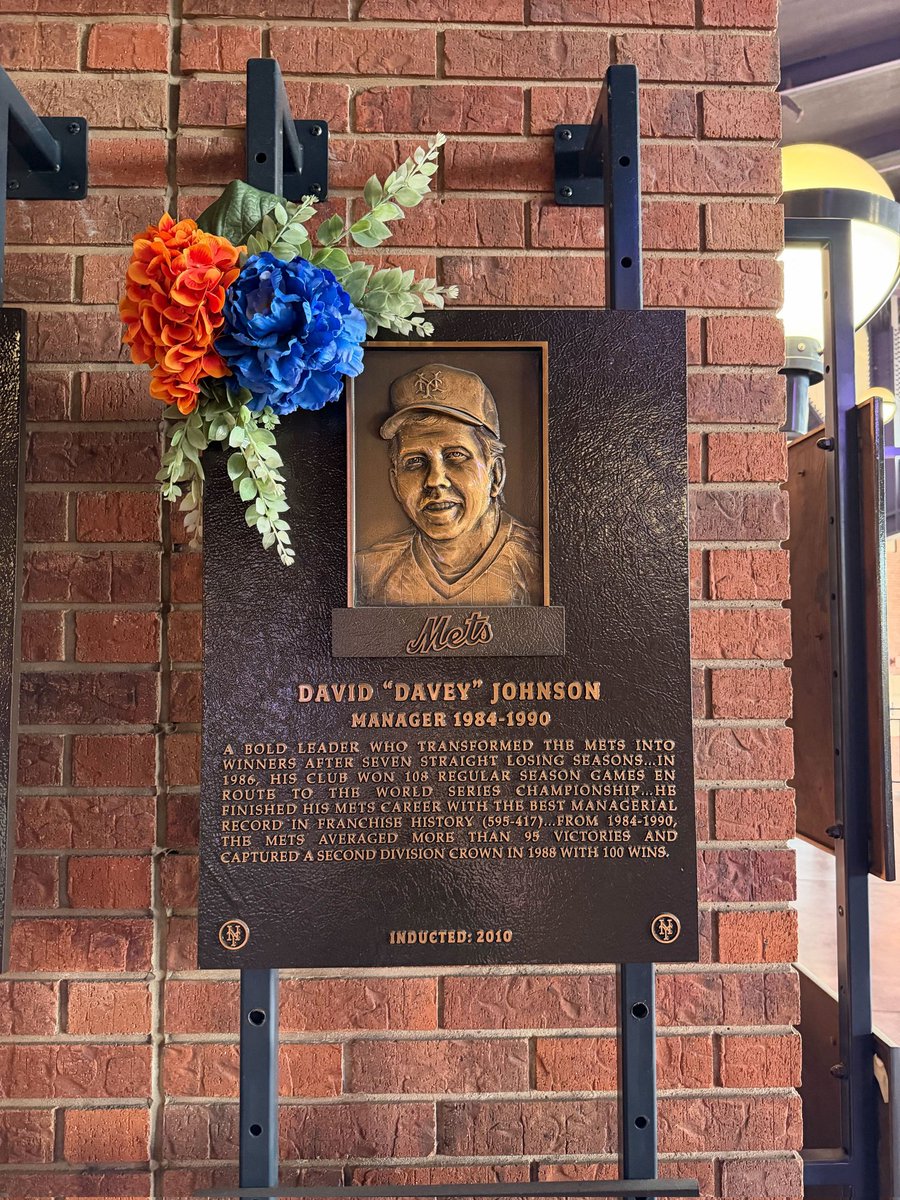 NY
Mets
DAVID "DAVEY" JOHNSON
MANAGER 1984-1990
A BOLD LEADER WHO TRANSFORMED THE METS INTO
WINNERS AFTER SEVEN STRAIGHT LOSING SEASONS...IN
1986, HIS CLUB WON 108 REGULAR SEASON GAMES EN
ROUTE TO THE WORLD SERIES CHAMPIONSHIP...HE
FINISHED HIS METS CAREER WITH THE BEST MANAGERIAL
RECORD IN FRANCHISE HISTORY (595-417)...FROM 1984-1990,
THE METS AVERAGED MORE THAN 95 VICTORIES AND
CAPTURED A SECOND DIVISION CROWN IN 1988 WITH 100 WINS.
NY
INDUCTED: 2010
NY